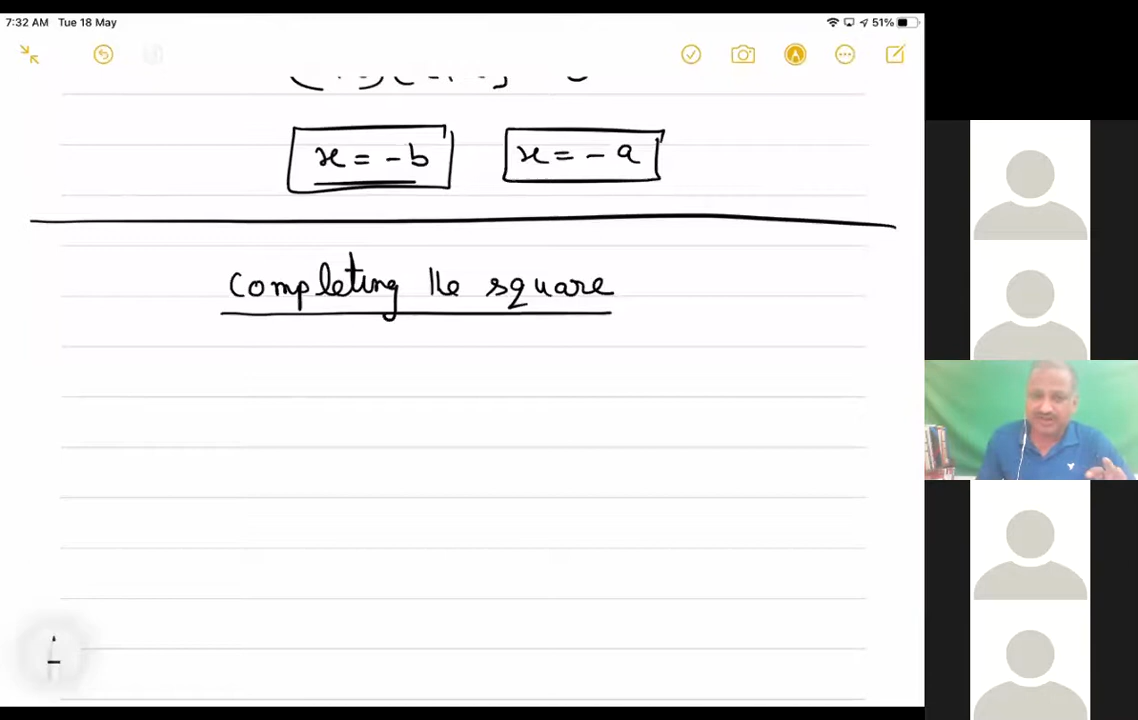 7:32 AM Tue 18 May 51%
x = -b x = -a
completing the square